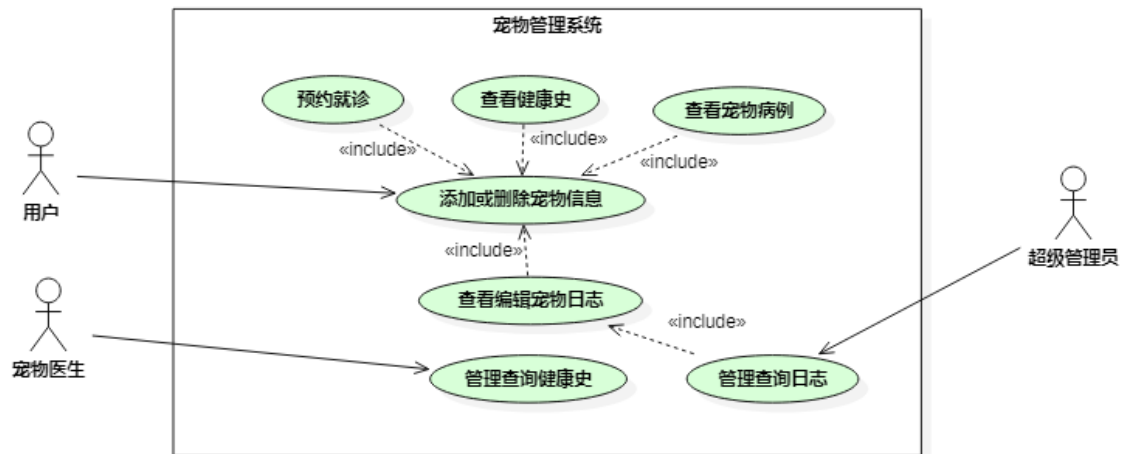 宠物管理系统
预约就诊
查看健康史
查看宠物病例
«include»
«include»
«include»
用户
添加或删除宠物信息
«include»
超级管理员
查看编辑宠物日志
«include»
宠物医生
管理查询健康史
管理查询日志